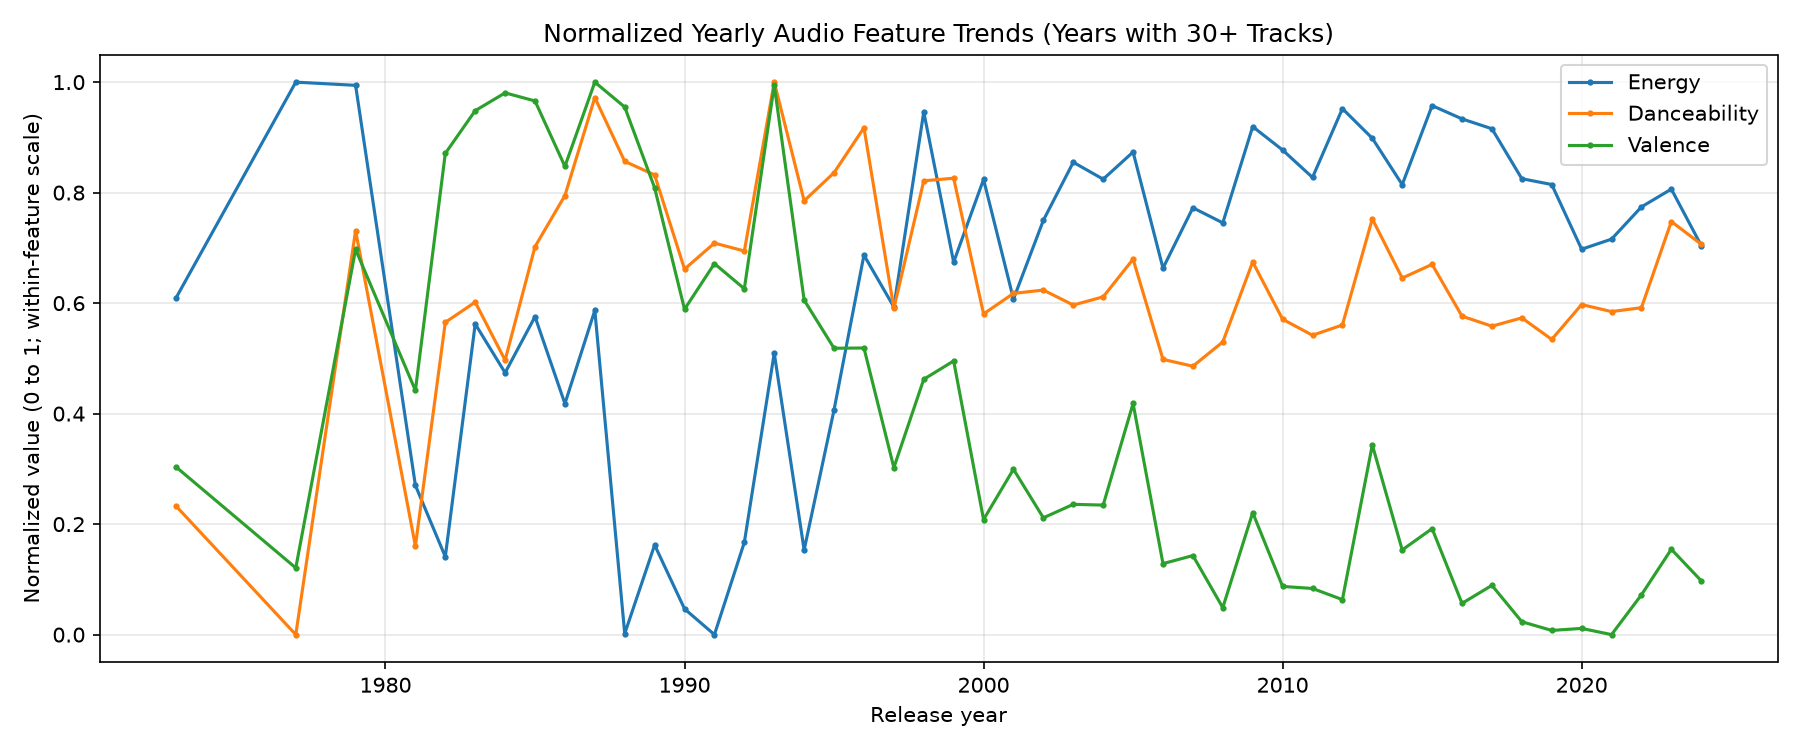 Normalized Yearly Audio Feature Trends (Years with 30+ Tracks)
Normalized value (0 to 1; within-feature scale)
1.0
0.8
0.6
0.4
0.2
0.0
Energy
Danceability
Valence
1980
1990
2000
2010
2020
Release year